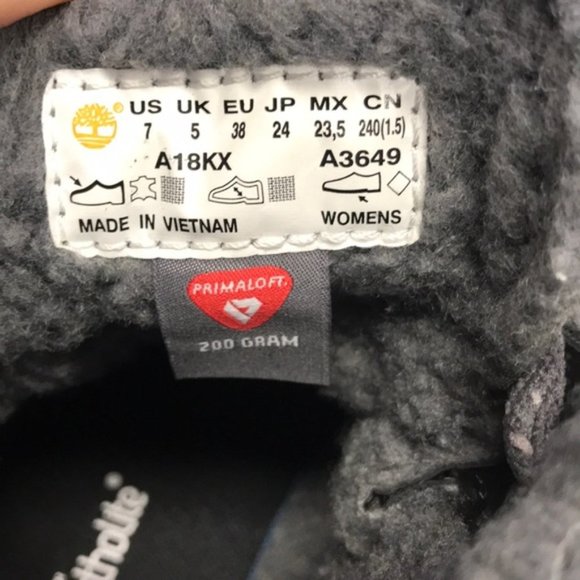 US UK EU JP MX CN
7 5 38 24 23,5 240(1.5)
A18KX A3649
MADE IN VIETNAM WOMENS
PRIMALOFT.
200 GRAM